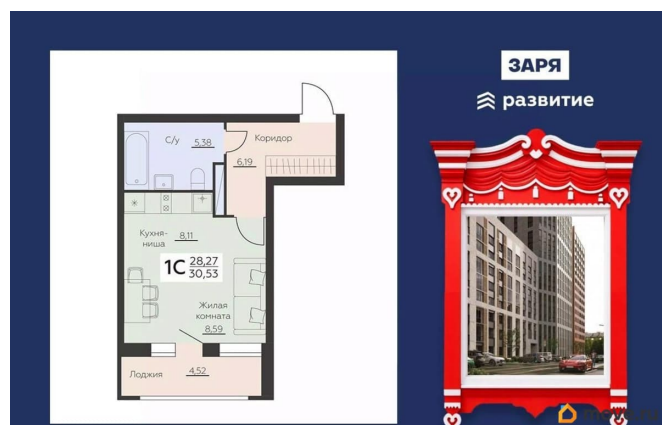 ЗАРЯ
развитие
С/у
5.38
Коридор
6.19
Кухня-
ниша
8,11
1С 28,27
30,53
Жилая
комната
8,59
Лоджия
4,52